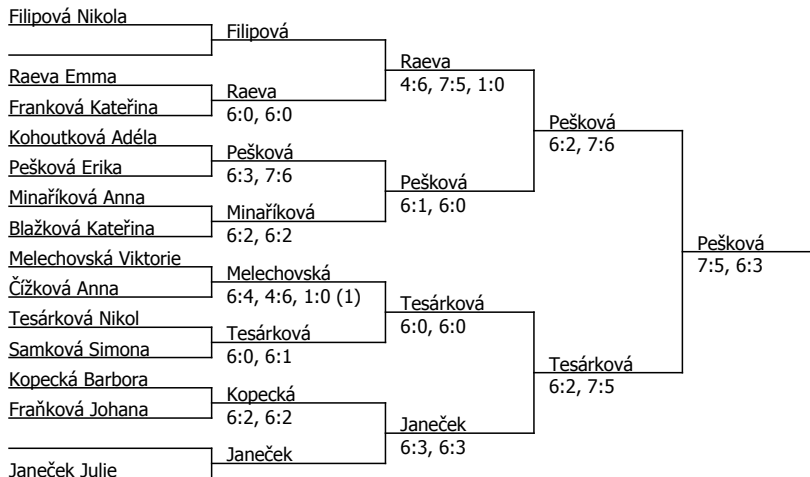 Filipová Nikola
Raeva Emma
Franková Kateřina
Kohoutková Adéla
Pešková Erika
Minaříková Anna
Blažková Kateřina
Melechovská Viktorie
Čížková Anna
Tesárková Nikol
Samková Simona
Kopecká Barbora
Fraňková Johana
Janeček Julie
Filipová
Raeva
6:0, 6:0
Pešková
6:3, 7:6
Minaříková
6:2, 6:2
Melechovská
6:4, 4:6, 1:0 (1)
Tesárková
6:0, 6:1
Kopecká
6:2, 6:2
Janeček
Raeva
4:6, 7:5, 1:0
Pešková
6:1, 6:0
Tesárková
6:0, 6:0
Janeček
6:3, 6:3
Pešková
6:2, 7:6
Tesárková
6:2, 7:5
Pešková
7:5, 6:3